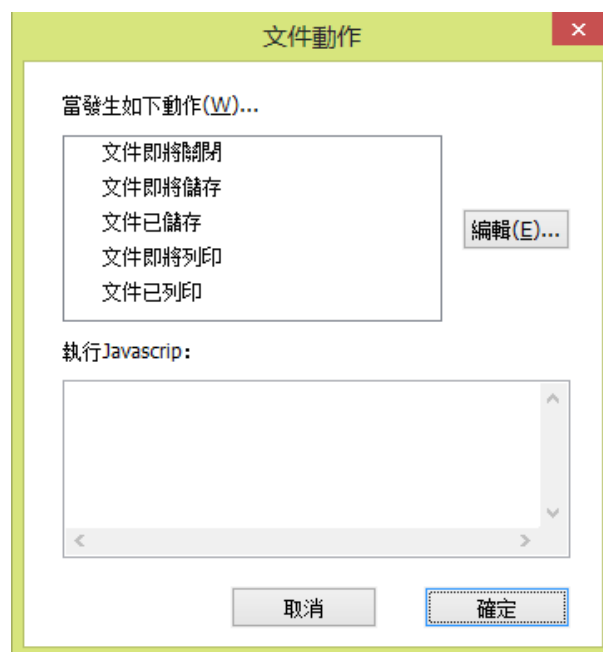 文件動作
當發生如下動作(W)...
文件即將關閉
文件即將儲存
文件已儲存
文件即將列印
文件已列印
編輯(E)...
執行Javascrip：
取消
確定